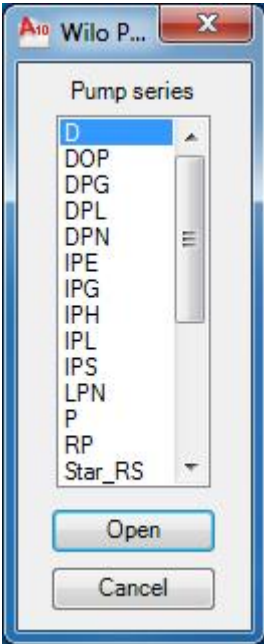 A10 Wilo P...
Pump series
D
DOP
DPG
DPL
DPN
IPE
IPG
IPH
IPL
IPS
LPN
P
RP
Star_RS
Open
Cancel